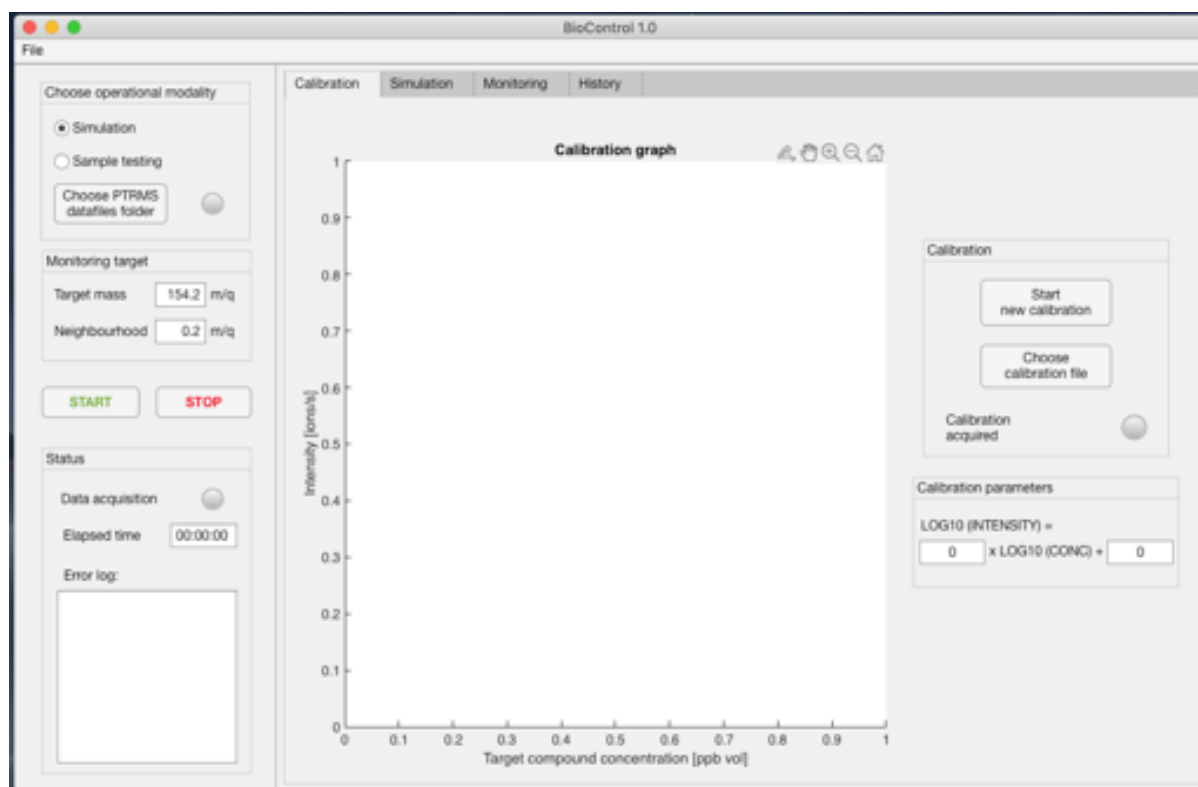 BioControl 1.0
File
Choose operational modality
Simulation
Sample testing
Choose PTRMS
datafiles folder
Monitoring target
Target mass 154.2 m/q
Neighbourhood 0.2 m/q
START STOP
Status
Data acquisition
Elapsed time 00:00:00
Error log:
Calibration Simulation Monitoring History
Calibration graph
1
0.9
0.8
0.7
0.6
0.5
0.4
0.3
0.2
0.1
0
Intensity [ions/s]
0 0.1 0.2 0.3 0.4 0.5 0.6 0.7 0.8 0.9 1
Target compound concentration [ppb vol]
Calibration
Start
new calibration
Choose
calibration file
Calibration
acquired
Calibration parameters
LOG10 (INTENSITY) =
0 x LOG10 (CONC) + 0